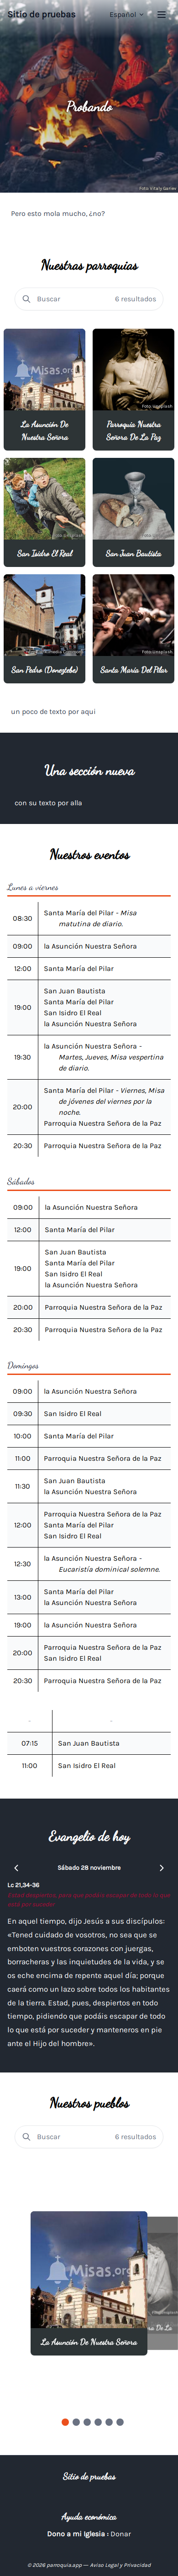 Sitio de pruebas
Español
Probando
Foto: Vitaly Gariev
Pero esto mola mucho, ¿no?
Nuestras parroquias
Buscar
6 resultados
Misas.org
Foto: Unsplash
La Asunción De
Nuestra Señora
Parroquia Nuestra
Señora De La Paz
San Isidro El Real
San Juan Bautista
Foto: Unsplash
San Pedro (Doneztebe)
Santa María Del Pilar
un poco de texto por aqui
Una sección nueva
con su texto por alla
Nuestros eventos
Lunes a viernes
08:30
Santa María del Pilar - Misa
matutina de diario.
09:00
la Asunción Nuestra Señora
12:00
Santa María del Pilar
19:00
San Juan Bautista
Santa María del Pilar
San Isidro El Real
la Asunción Nuestra Señora
19:30
la Asunción Nuestra Señora -
Martes, Jueves, Misa vespertina
de diario.
20:00
Santa María del Pilar - Viernes, Misa
de jóvenes del viernes por la
noche.
Parroquia Nuestra Señora de la Paz
20:30
Parroquia Nuestra Señora de la Paz
Sábados
09:00
la Asunción Nuestra Señora
12:00
Santa María del Pilar
19:00
San Juan Bautista
Santa María del Pilar
San Isidro El Real
la Asunción Nuestra Señora
20:00
Parroquia Nuestra Señora de la Paz
20:30
Parroquia Nuestra Señora de la Paz
Domingos
09:00
la Asunción Nuestra Señora
09:30
San Isidro El Real
10:00
Santa María del Pilar
11:00
Parroquia Nuestra Señora de la Paz
11:30
San Juan Bautista
la Asunción Nuestra Señora
12:00
Parroquia Nuestra Señora de la Paz
Santa María del Pilar
San Isidro El Real
12:30
la Asunción Nuestra Señora -
Eucaristía dominical solemne.
13:00
Santa María del Pilar
la Asunción Nuestra Señora
19:00
la Asunción Nuestra Señora
20:00
Parroquia Nuestra Señora de la Paz
San Isidro El Real
20:30
Parroquia Nuestra Señora de la Paz
- -
07:15
San Juan Bautista
11:00
San Isidro El Real
Evangelio de hoy
Sábado 28 noviembre
Lc 21,34-36
Estad despiertos, para que podáis escapar de todo lo que
está por suceder
En aquel tiempo, dijo Jesús a sus discípulos:
«Tened cuidado de vosotros, no sea que se
emboten vuestros corazones con juergas,
borracheras y las inquietudes de la vida, y se
os eche encima de repente aquel día; porque
caerá como un lazo sobre todos los habitantes
de la tierra. Estad, pues, despiertos en todo
tiempo, pidiendo que podáis escapar de todo
lo que está por suceder y manteneros en pie
ante el Hijo del hombre».
Nuestros pueblos
Buscar
6 resultados
Misas.org
La Asunción De Nuestra Señora
Sitio de pruebas
Ayuda económica
Dono a mi Iglesia : Donar
© 2026 parroquia.app — Aviso Legal y Privacidad